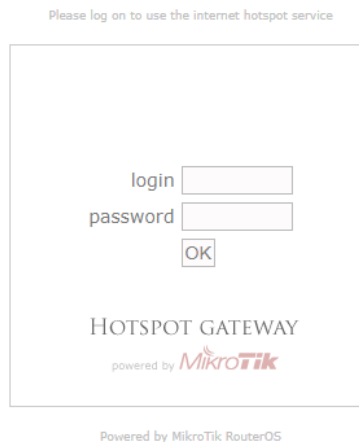 Please log on to use the internet hotspot service
login
password
OK
HOTSPOT GATEWAY
powered by MikroTik
Powered by MikroTik RouterOS